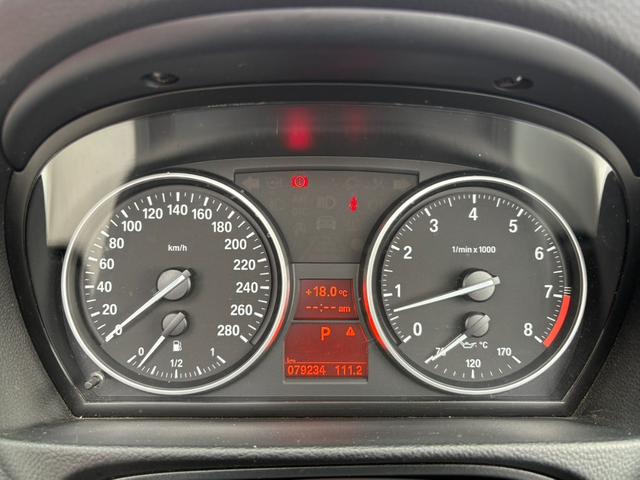 0 20 40 60 80 100 120 140 160 180 200 220 240 260 280
km/h
0 1/2 1
+18.0°C
--:-- am
P
km
079234 111.2
0 1 2 3 4 5 6 7 8
1/min x 1000
75 120 170
°C